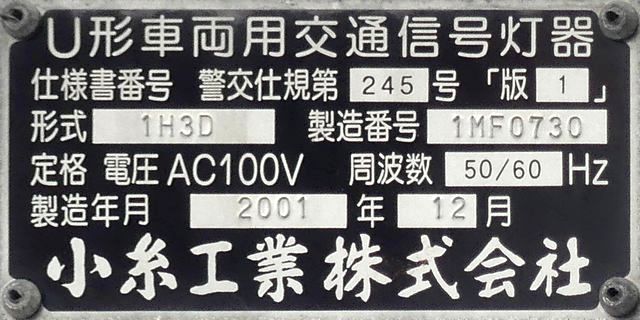 U形車両用交通信号灯器
仕様書番号 警交仕規第 245 号 「版 1 」
形式 1H3D 製造番号 1MF0730
定格 電圧 AC100V 周波数 50/60 Hz
製造年月 2001 年 12 月
小糸工業株式会社